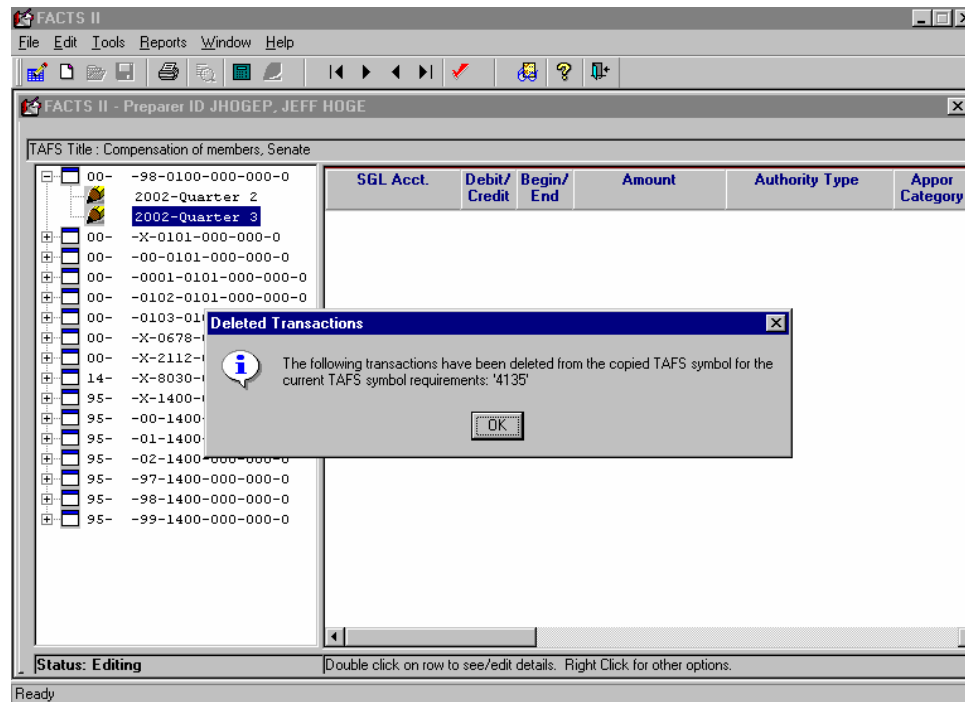 FACTS II
File Edit Tools Reports Window Help
FACTS II - Preparer ID JHOGEP, JEFF HOGE
TAFS Title : Compensation of members, Senate
00- -98-0100-000-000-0
2002-Quarter 2
2002-Quarter 3
00- -X-0101-000-000-0
00- -00-0101-000-000-0
00- -0001-0101-000-000-0
00- -0102-0101-000-000-0
00- -0103-01
00- -X-0678-
00- -X-2112-
14- -X-8030-
95- -X-1400-
95- -00-1400-
95- -01-1400-
95- -02-1400-000-000-0
95- -97-1400-000-000-0
95- -98-1400-000-000-0
95- -99-1400-000-000-0
SGL Acct. Debit/ Credit Begin/ End Amount Authority Type Appor Category
Deleted Transactions
The following transactions have been deleted from the copied TAFS symbol for the
current TAFS symbol requirements: '4135'
OK
Status: Editing
Double click on row to see/edit details. Right Click for other options.
Ready